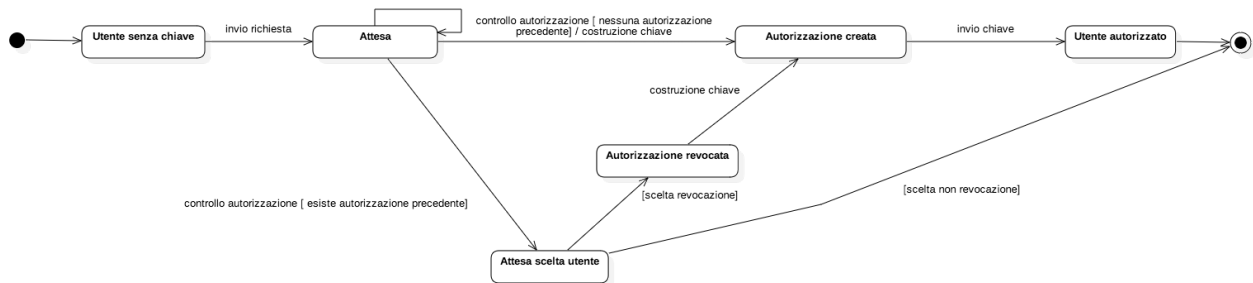 controllo autorizzazione [ nessuna autorizzazione
precedente] / costruzione chiave
invio richiesta
invio chiave
Utente senza chiave
Attesa
Autorizzazione creata
Utente autorizzato
costruzione chiave
Autorizzazione revocata
[scelta non revocazione]
[scelta revocazione]
controllo autorizzazione [ esiste autorizzazione precedente]
Attesa scelta utente